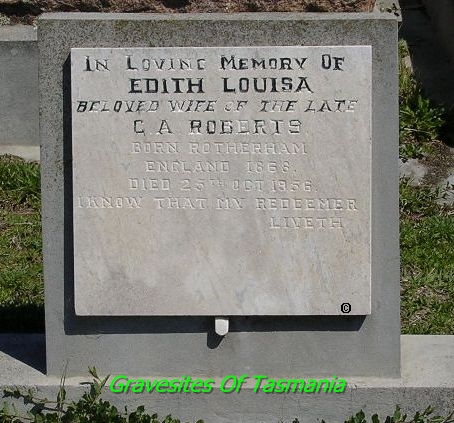 In Loving Memory Of
EDITH LOUISA
BELOVED WIFE OF THE LATE
C A ROBERTS.
BORN ROTHERHAM
ENGLAND 1868.
DIED 25TH OCT 1956.
I KNOW THAT MY REDEEMER
LIVETH
©
Gravesites Of Tasmania